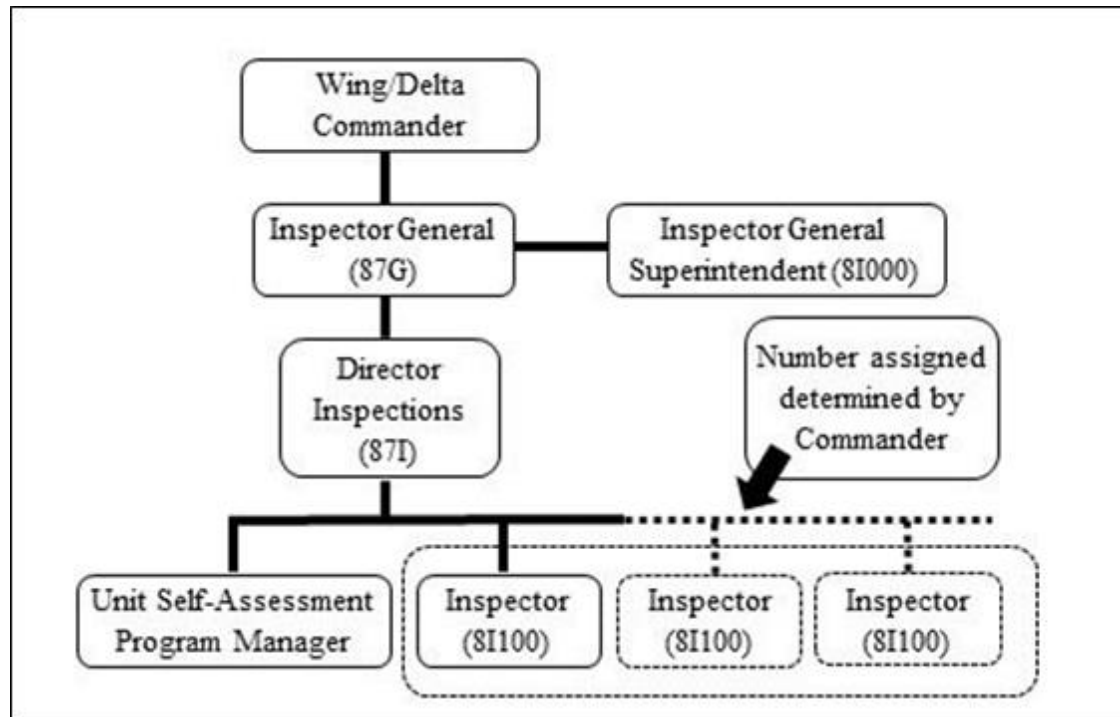 Wing/Delta
Commander
Inspector General
(87G)
Inspector General
Superintendent (8I000)
Director
Inspections
(87I)
Number assigned
determined by
Commander
Unit Self-Assessment
Program Manager
Inspector
(8I100)
Inspector
(8I100)
Inspector
(8I100)